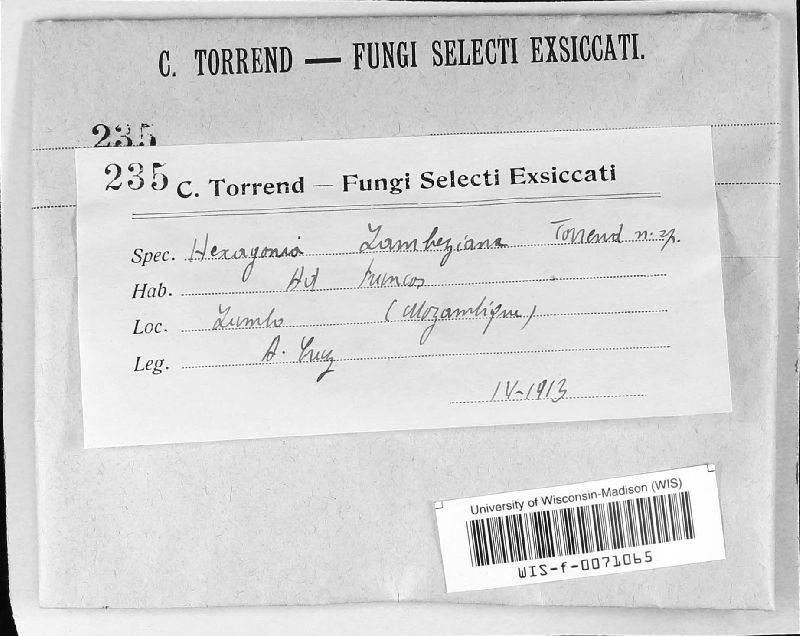 C. TORREND — FUNGI SELECTI EXSICCATI.
235
235 C. Torrend — Fungi Selecti Exsiccati
Spec. Hexagonia Zambeziana Torrend n. sp.
Hab. Ad truncos
Loc. Zumbo (Mozambique)
Leg. A. Cruz
IV-1913
University of Wisconsin-Madison (WIS)
WIS-f-0071065